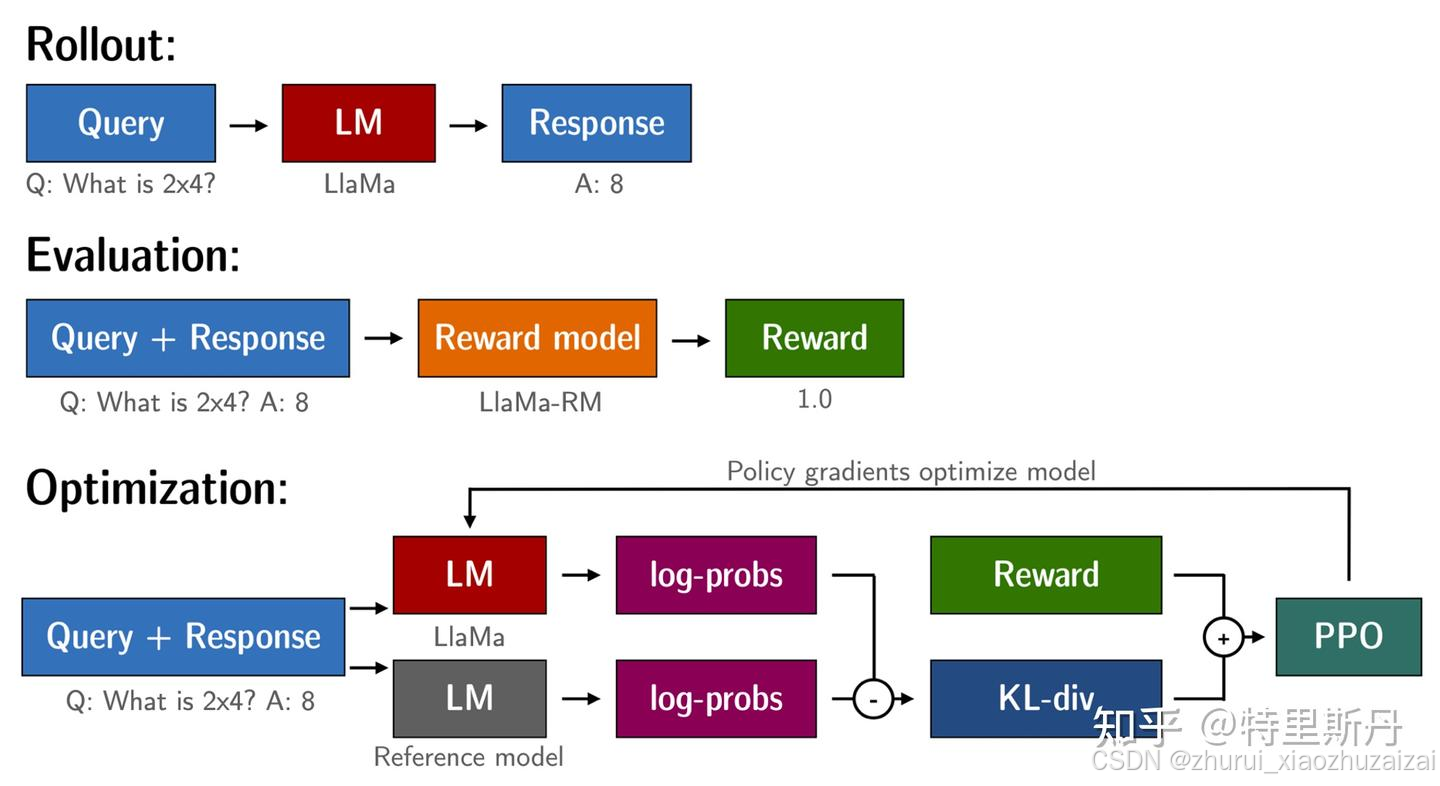 Rollout:
Query
LM
Response
Q: What is 2x4?
LlaMa
A: 8
Evaluation:
Query + Response
Reward model
Reward
Q: What is 2x4? A: 8
LlaMa-RM
1.0
Optimization:
Policy gradients optimize model
LM
log-probs
Reward
Query + Response
LlaMa
+
PPO
Q: What is 2x4? A: 8
LM
log-probs
-
KL-div
Reference model
知乎 @特里斯丹
CSDN @zhurui_xiaozhuzaizai